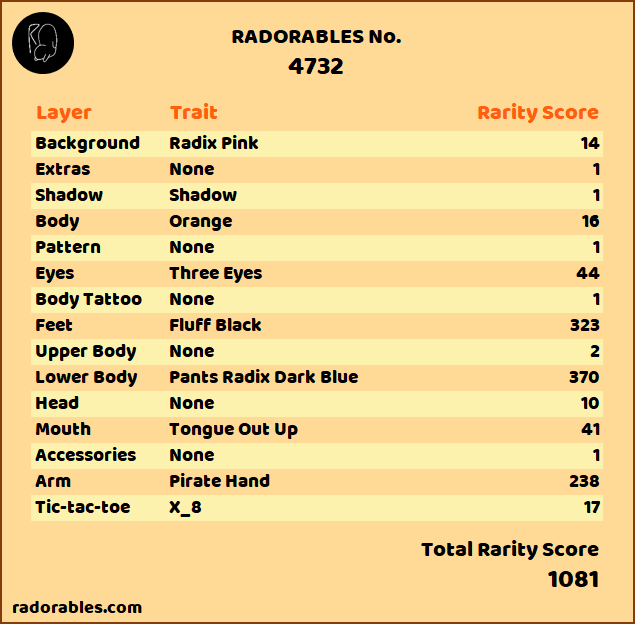 RADORABLES No.
4732
Layer Trait Rarity Score
Background Radix Pink 14
Extras None 1
Shadow Shadow 1
Body Orange 16
Pattern None 1
Eyes Three Eyes 44
Body Tattoo None 1
Feet Fluff Black 323
Upper Body None 2
Lower Body Pants Radix Dark Blue 370
Head None 10
Mouth Tongue Out Up 41
Accessories None 1
Arm Pirate Hand 238
Tic-tac-toe X_8 17
Total Rarity Score
1081
radorables.com